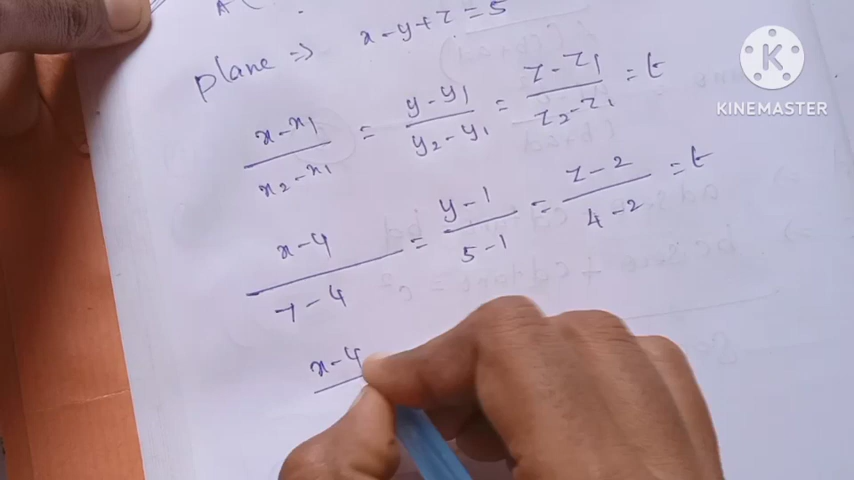 A(
plane => x-y+z=5
x-x₁ / x₂-x₁ = y-y₁ / y₂-y₁ = z-z₁ / z₂-z₁ = t
x-4 / 7-4 = y-1 / 5-1 = z-2 / 4-2 = t
x-4
KINEMASTER